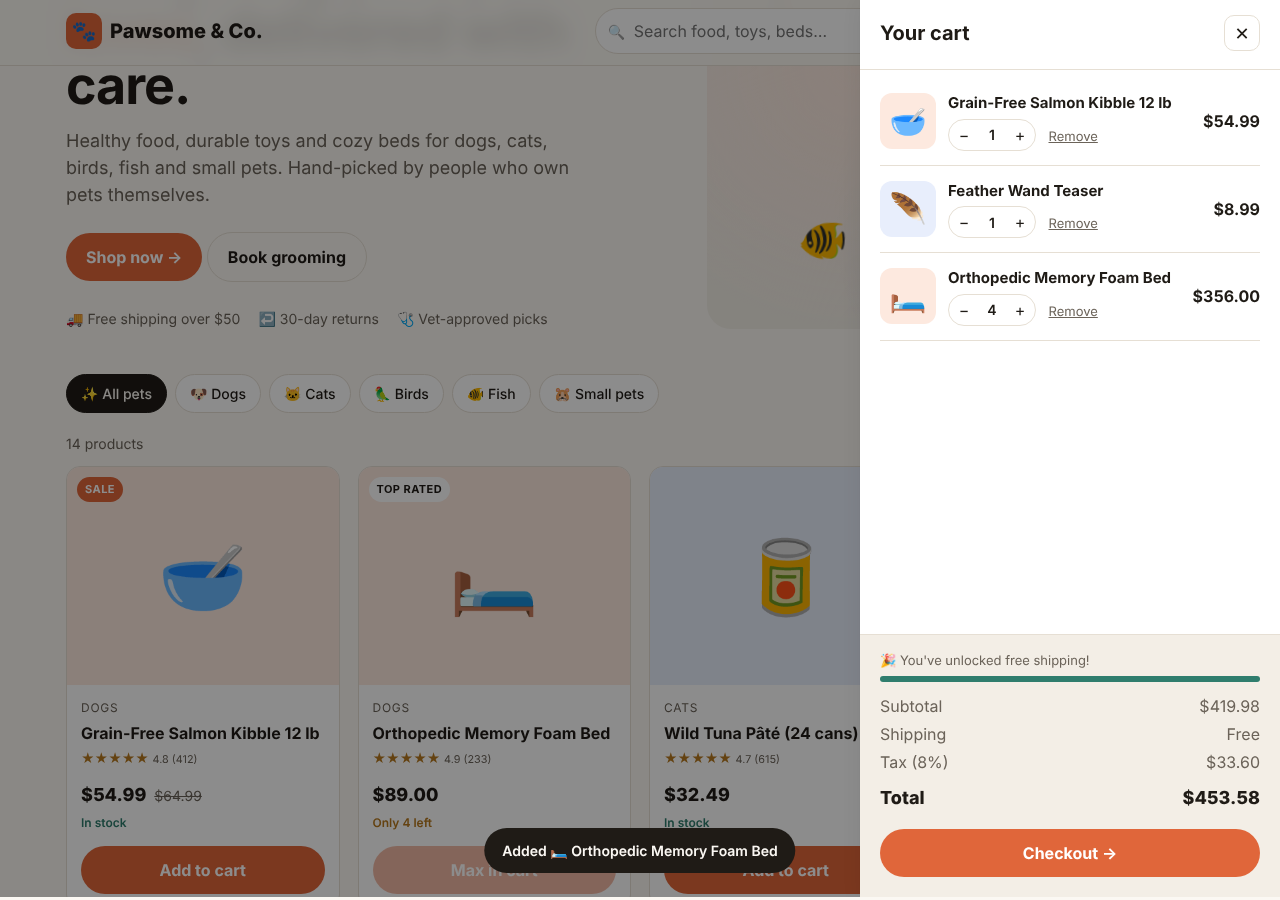 Pawsome & Co.
Search food, toys, beds...
care.
Healthy food, durable toys and cozy beds for dogs, cats,
birds, fish and small pets. Hand-picked by people who own
pets themselves.
Shop now →
Book grooming
Free shipping over $50
30-day returns
Vet-approved picks
All pets
Dogs
Cats
Birds
Fish
Small pets
14 products
SALE
DOGS
Grain-Free Salmon Kibble 12 lb
★★★★★ 4.8 (412)
$54.99 $64.99
In stock
Add to cart
TOP RATED
DOGS
Orthopedic Memory Foam Bed
★★★★★ 4.9 (233)
$89.00
Only 4 left
Max in cart
CATS
Wild Tuna Pâté (24 cans)
★★★★★ 4.7 (615)
$32.49
In stock
Add to cart
Added Orthopedic Memory Foam Bed
Your cart
✕
Grain-Free Salmon Kibble 12 lb
− 1 + Remove
$54.99
Feather Wand Teaser
− 1 + Remove
$8.99
Orthopedic Memory Foam Bed
− 4 + Remove
$356.00
You've unlocked free shipping!
Subtotal $419.98
Shipping Free
Tax (8%) $33.60
Total $453.58
Checkout →